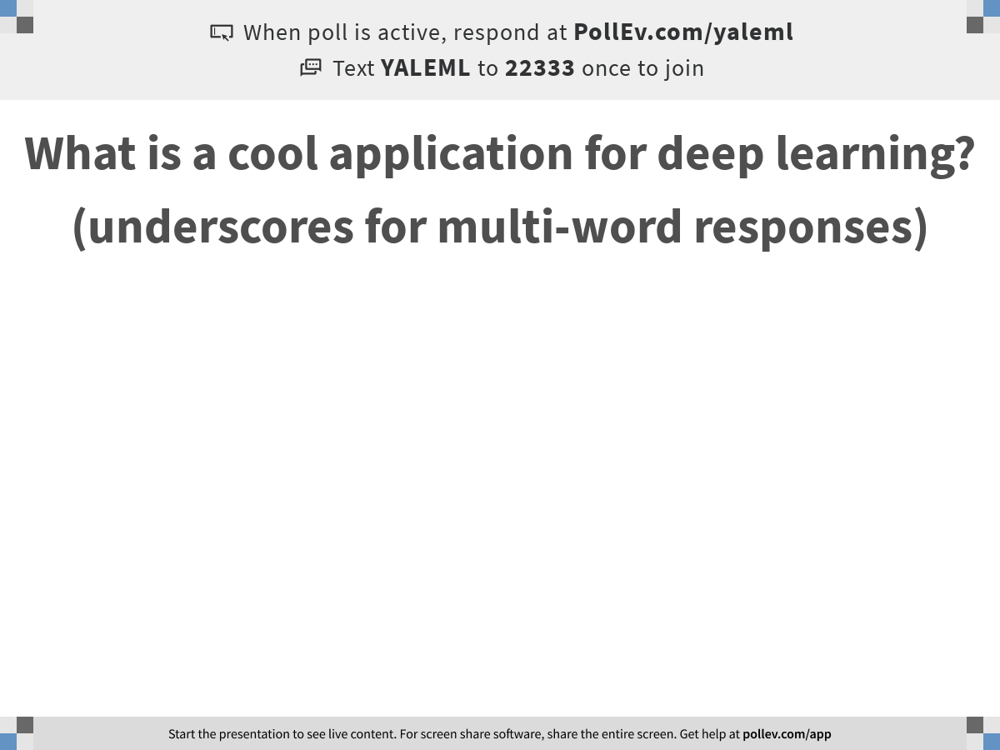 When poll is active, respond at PollEv.com/yaleml
Text YALEML to 22333 once to join
What is a cool application for deep learning?
(underscores for multi-word responses)
Start the presentation to see live content. For screen share software, share the entire screen. Get help at pollev.com/app